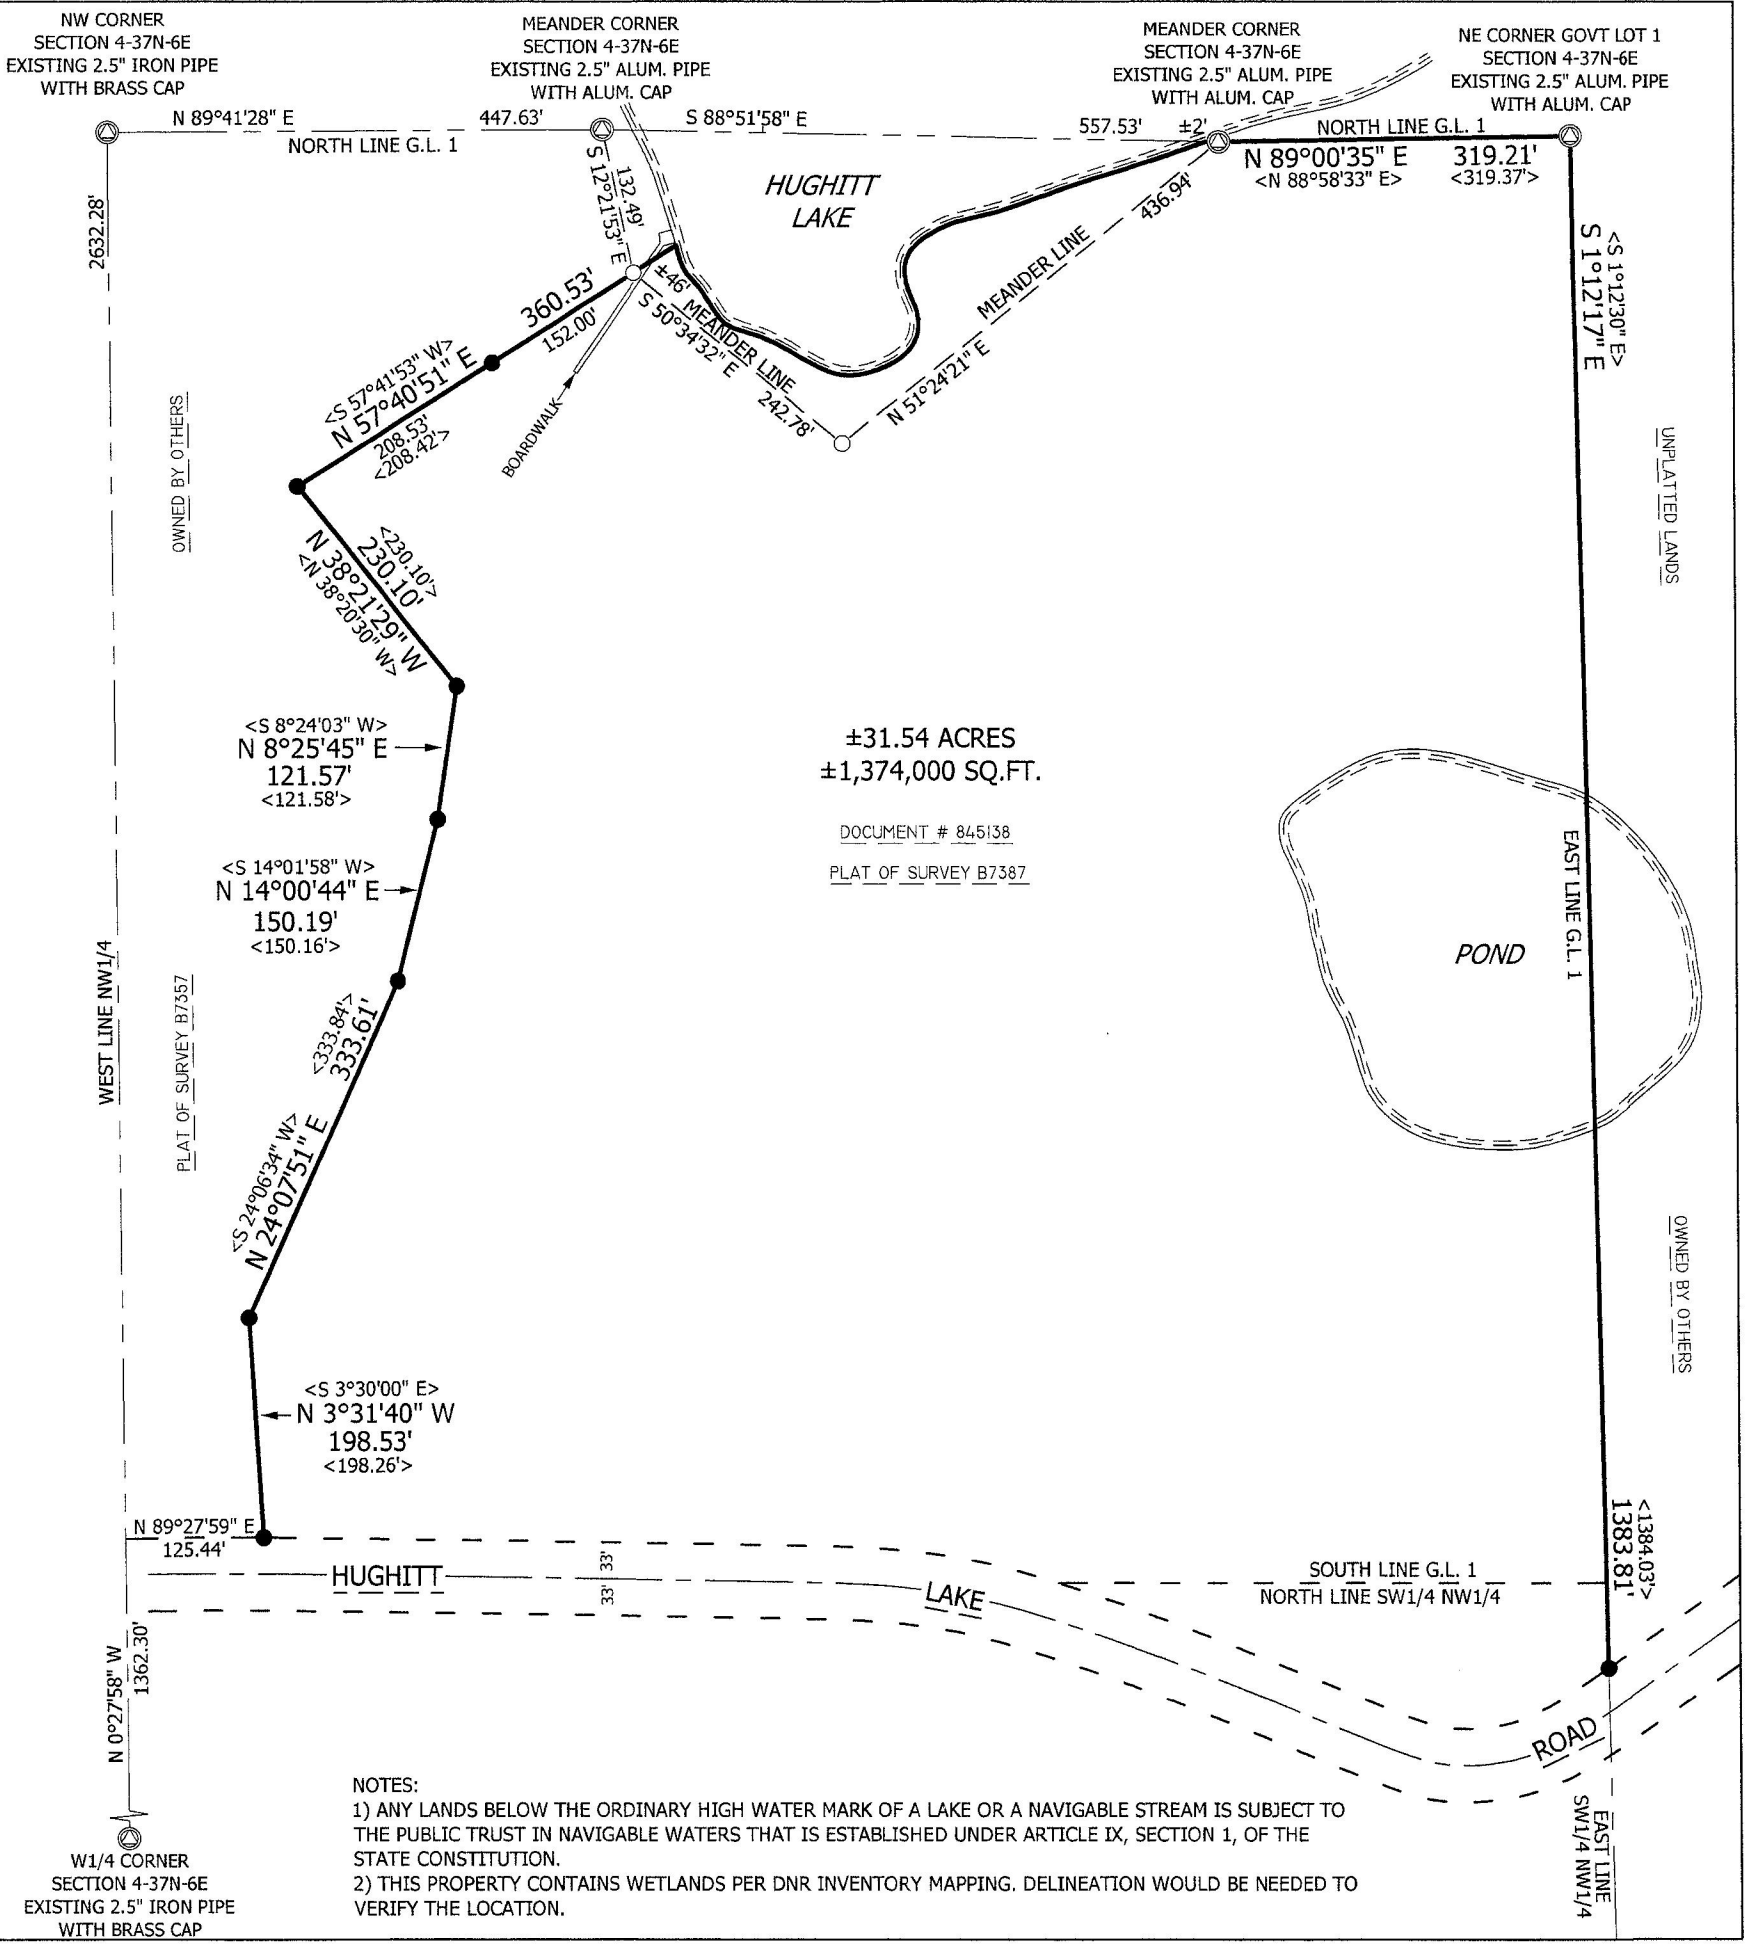 NW CORNER
SECTION 4-37N-6E
EXISTING 2.5" IRON PIPE
WITH BRASS CAP
MEANDER CORNER
SECTION 4-37N-6E
EXISTING 2.5" ALUM. PIPE
WITH ALUM. CAP
MEANDER CORNER
SECTION 4-37N-6E
EXISTING 2.5" ALUM. PIPE
WITH ALUM. CAP
NE CORNER GOVT LOT 1
SECTION 4-37N-6E
EXISTING 2.5" ALUM. PIPE
WITH ALUM. CAP
N 89°41'28" E
447.63'
NORTH LINE G.L. 1
S 88°51'58" E
557.53'
±2'
NORTH LINE G.L. 1
N 89°00'35" E
319.21'
<N 88°58'33" E>
<319.37'>
2632.28'
132.49'
S 12°21'53" E
HUGHITT
LAKE
436.94'
MEANDER LINE
N 51°24'21" E
<S 1°12'30" E>
S 1°12'17" E
±46'
MEANDER LINE
S 50°34'32" E
242.78'
360.53'
152.00'
<S 57°41'53" W>
N 57°40'51" E
208.53'
<208.42'>
BOARDWALK
OWNED BY OTHERS
UNPLATTED LANDS
<230.10'>
230.10'
N 38°21'29" W
<N 38°20'30" W>
<S 8°24'03" W>
N 8°25'45" E
121.57'
<121.58'>
±31.54 ACRES
±1,374,000 SQ.FT.
DOCUMENT # 845138
PLAT OF SURVEY B7387
<S 14°01'58" W>
N 14°00'44" E
150.19'
<150.16'>
EAST LINE G.L. 1
POND
WEST LINE NW1/4
PLAT OF SURVEY B7357
<333.84'>
333.61'
<S 24°06'34" W>
N 24°07'51" E
OWNED BY OTHERS
<S 3°30'00" E>
N 3°31'40" W
198.53'
<198.26'>
N 89°27'59" E
125.44'
<1384.03'>
1383.81'
HUGHITT
33'
33'
LAKE
ROAD
SOUTH LINE G.L. 1
NORTH LINE SW1/4 NW1/4
N 0°27'58" W
1362.30'
EAST LINE
SW1/4 NW1/4
W1/4 CORNER
SECTION 4-37N-6E
EXISTING 2.5" IRON PIPE
WITH BRASS CAP
NOTES:
1) ANY LANDS BELOW THE ORDINARY HIGH WATER MARK OF A LAKE OR A NAVIGABLE STREAM IS SUBJECT TO
THE PUBLIC TRUST IN NAVIGABLE WATERS THAT IS ESTABLISHED UNDER ARTICLE IX, SECTION 1, OF THE
STATE CONSTITUTION.
2) THIS PROPERTY CONTAINS WETLANDS PER DNR INVENTORY MAPPING. DELINEATION WOULD BE NEEDED TO
VERIFY THE LOCATION.